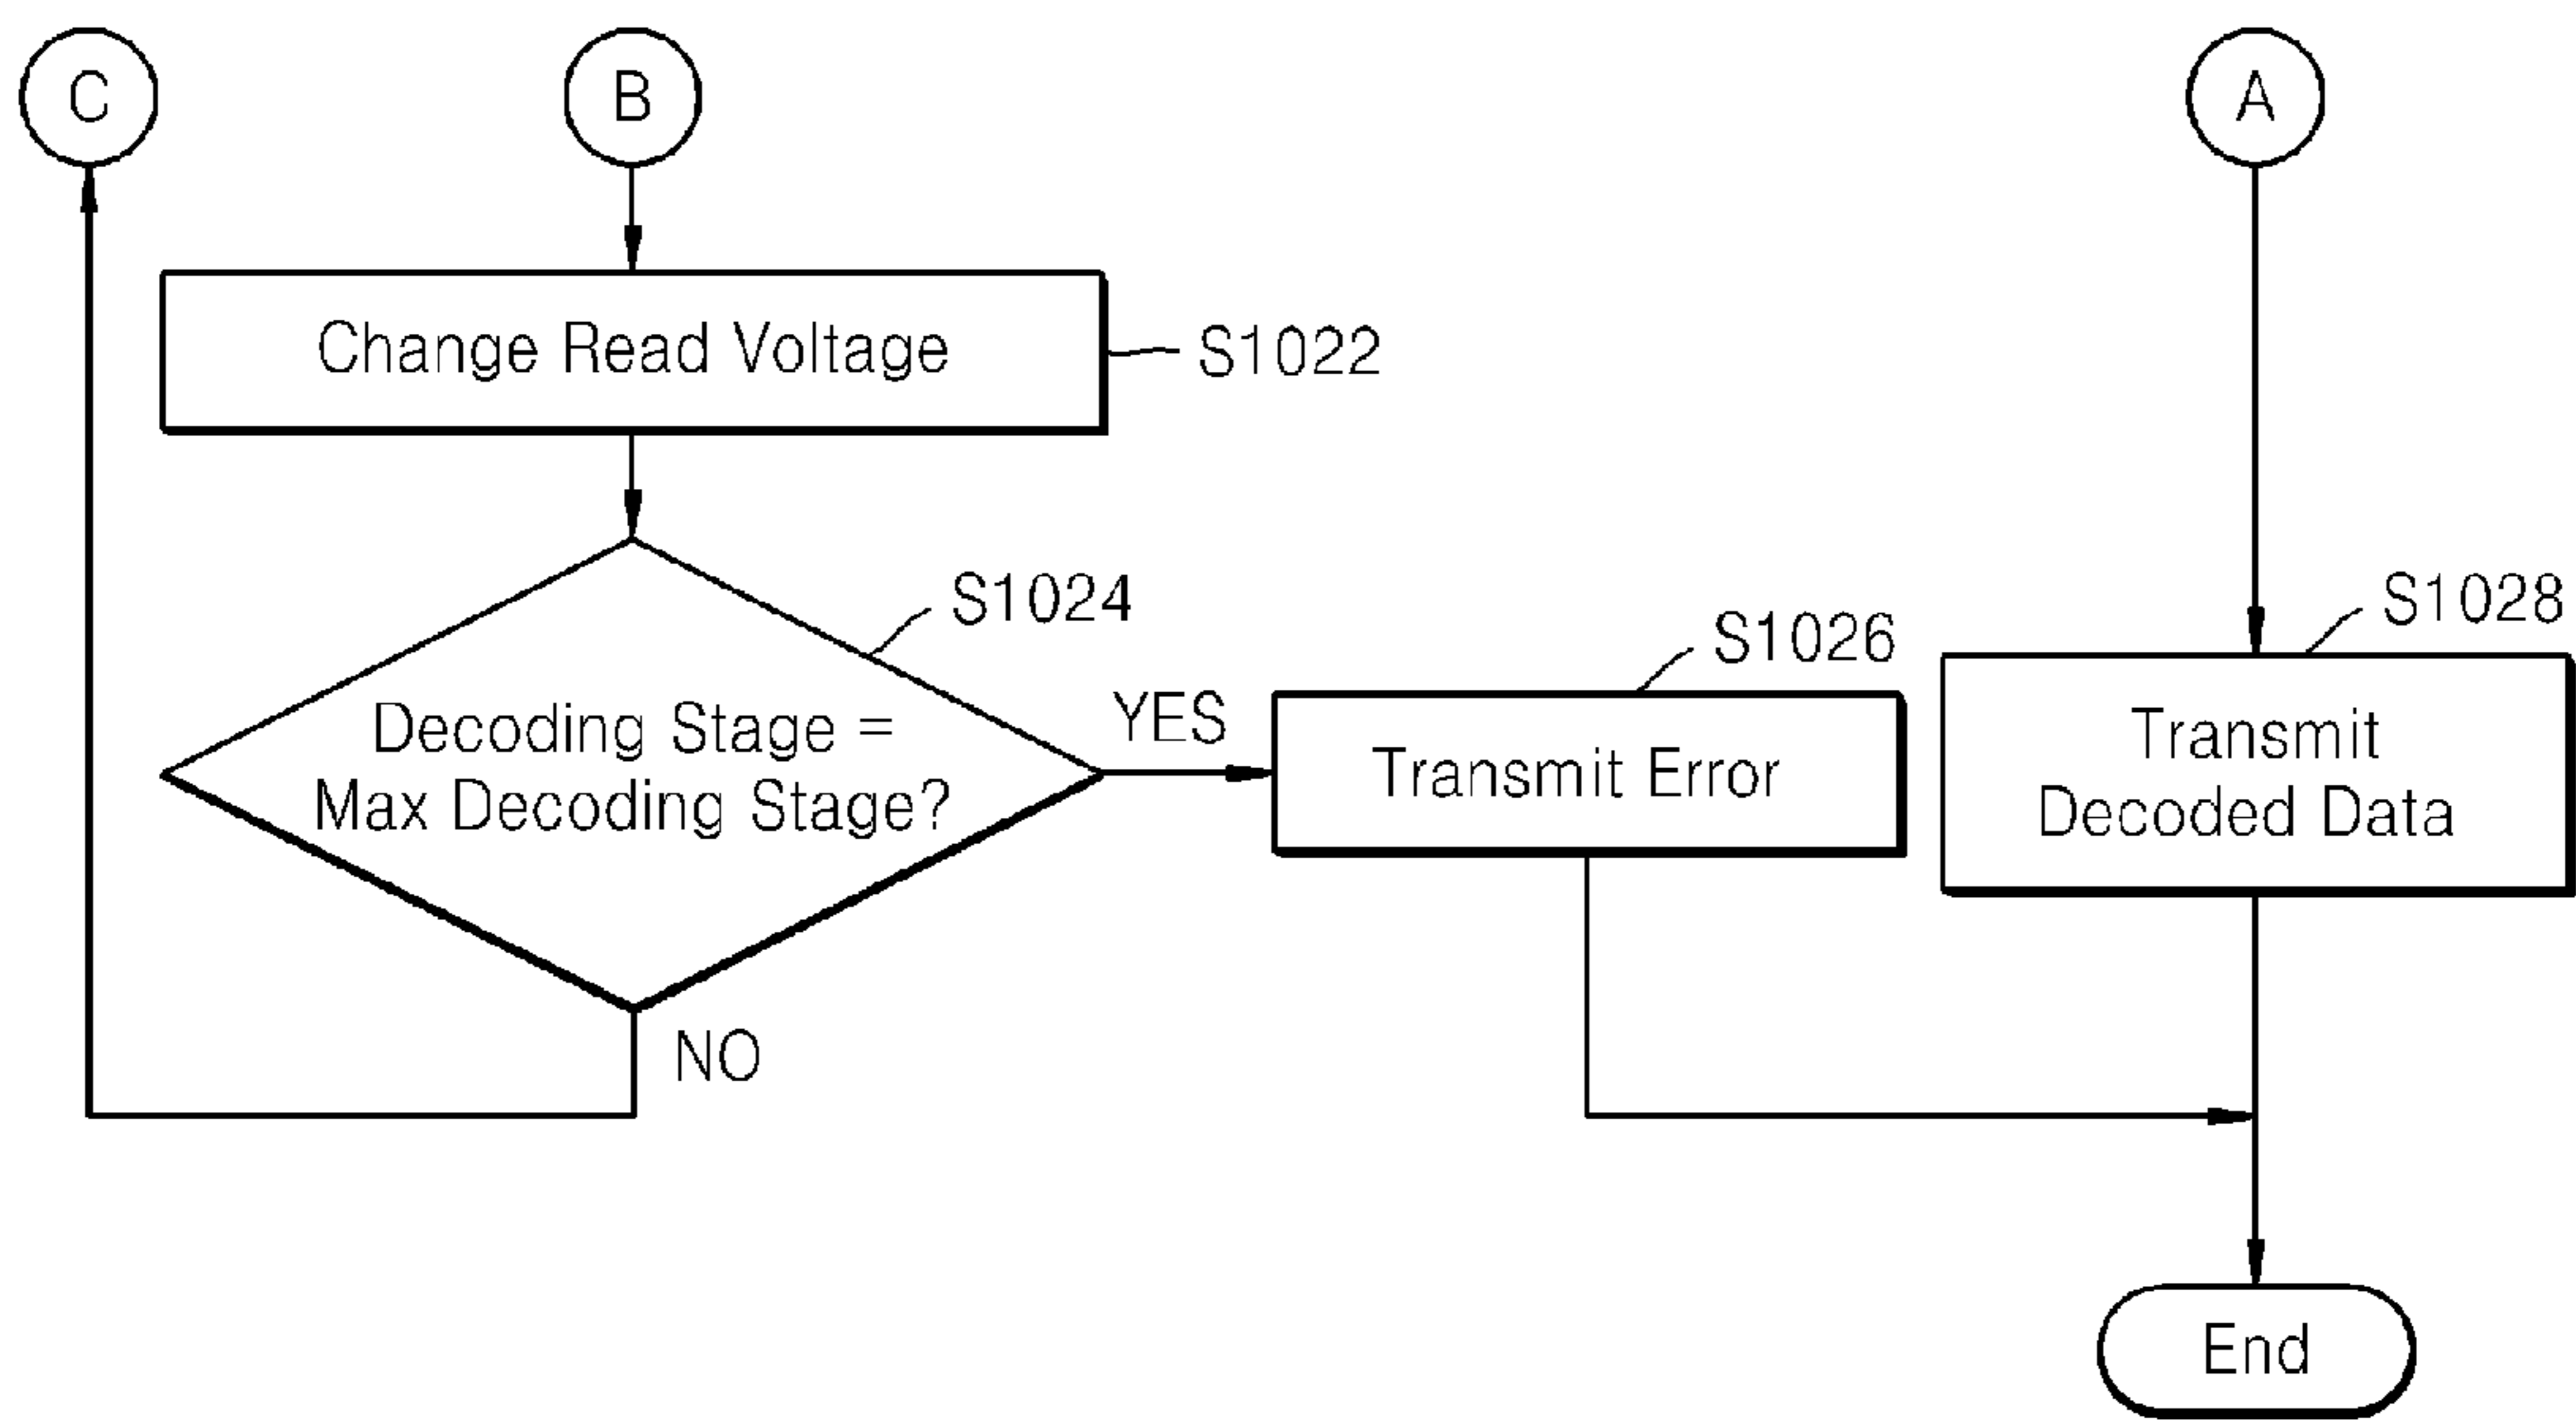 C
B
A
Change Read Voltage
S1022
S1024
S1026
S1028
Decoding Stage =
Max Decoding Stage?
YES
Transmit Error
Transmit
Decoded Data
NO
End